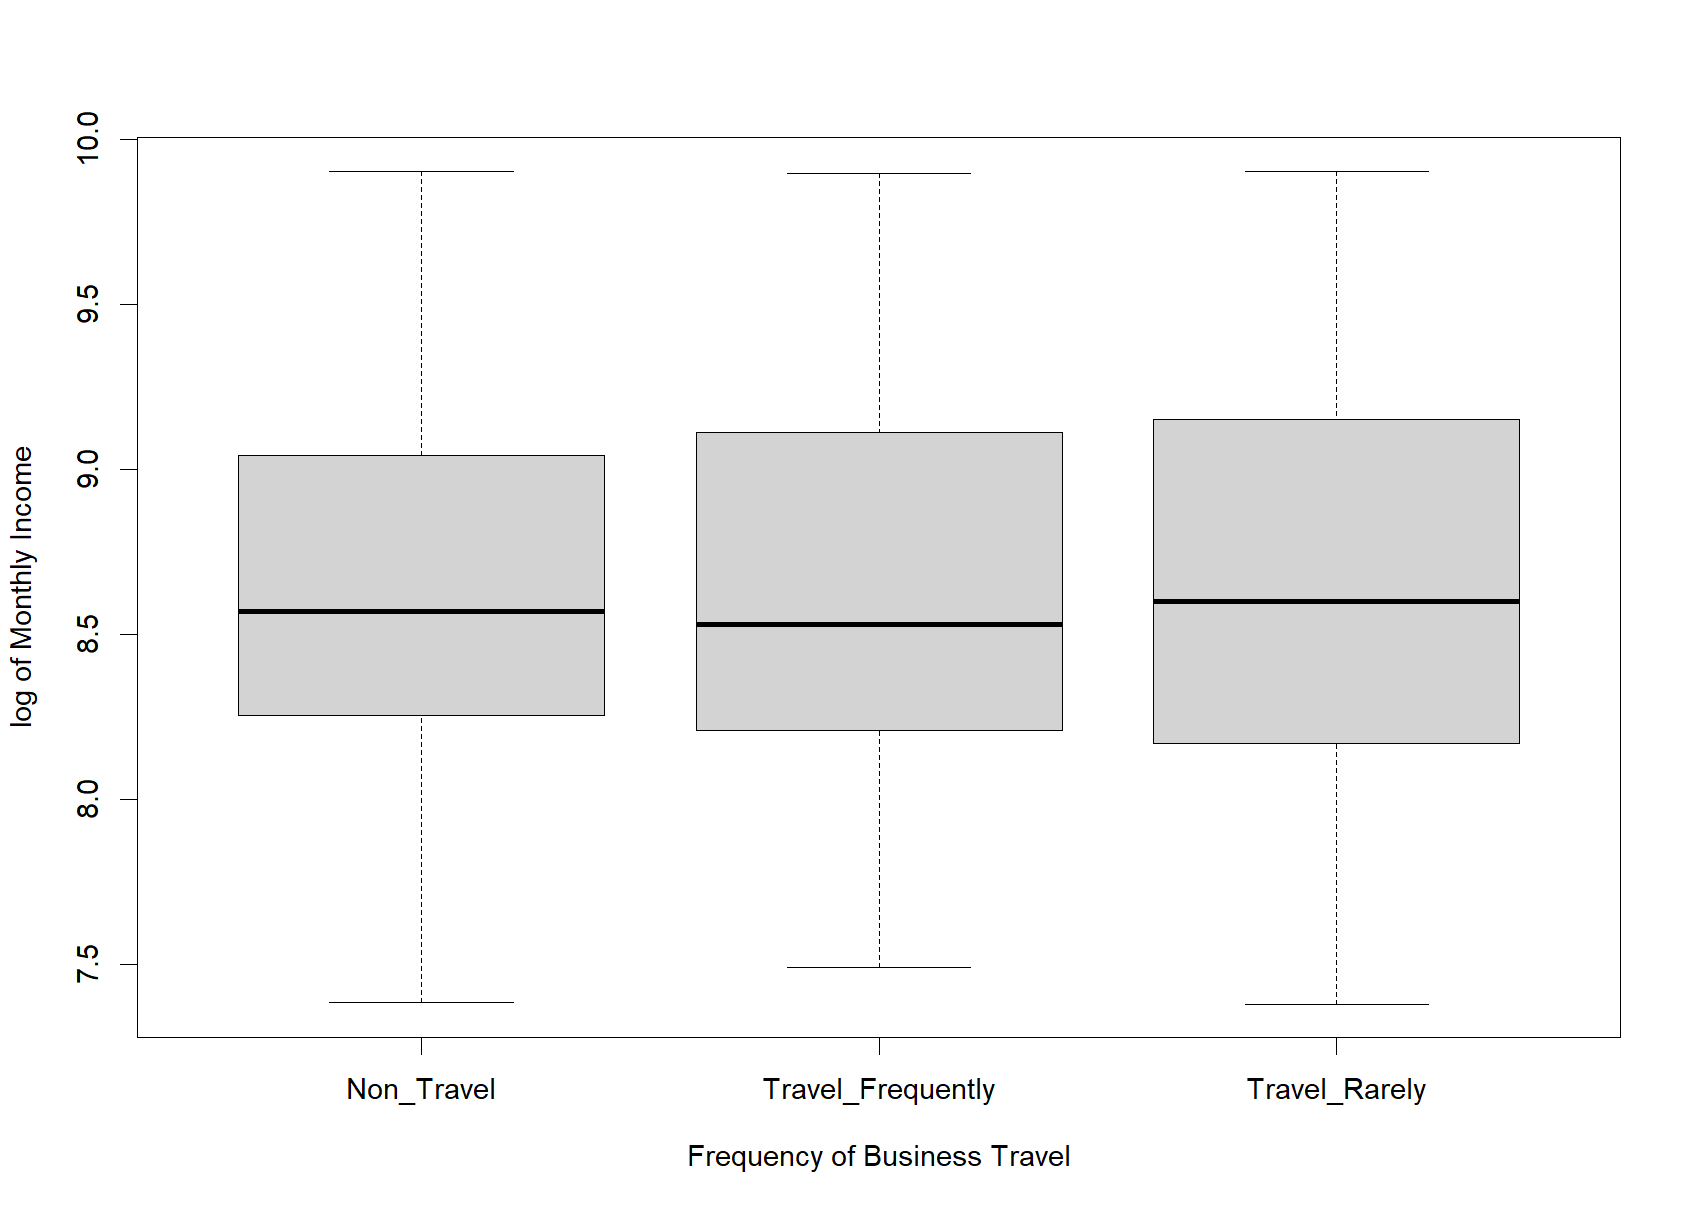 10.0
9.5
9.0
8.5
8.0
7.5
log of Monthly Income
Non_Travel
Travel_Frequently
Travel_Rarely
Frequency of Business Travel